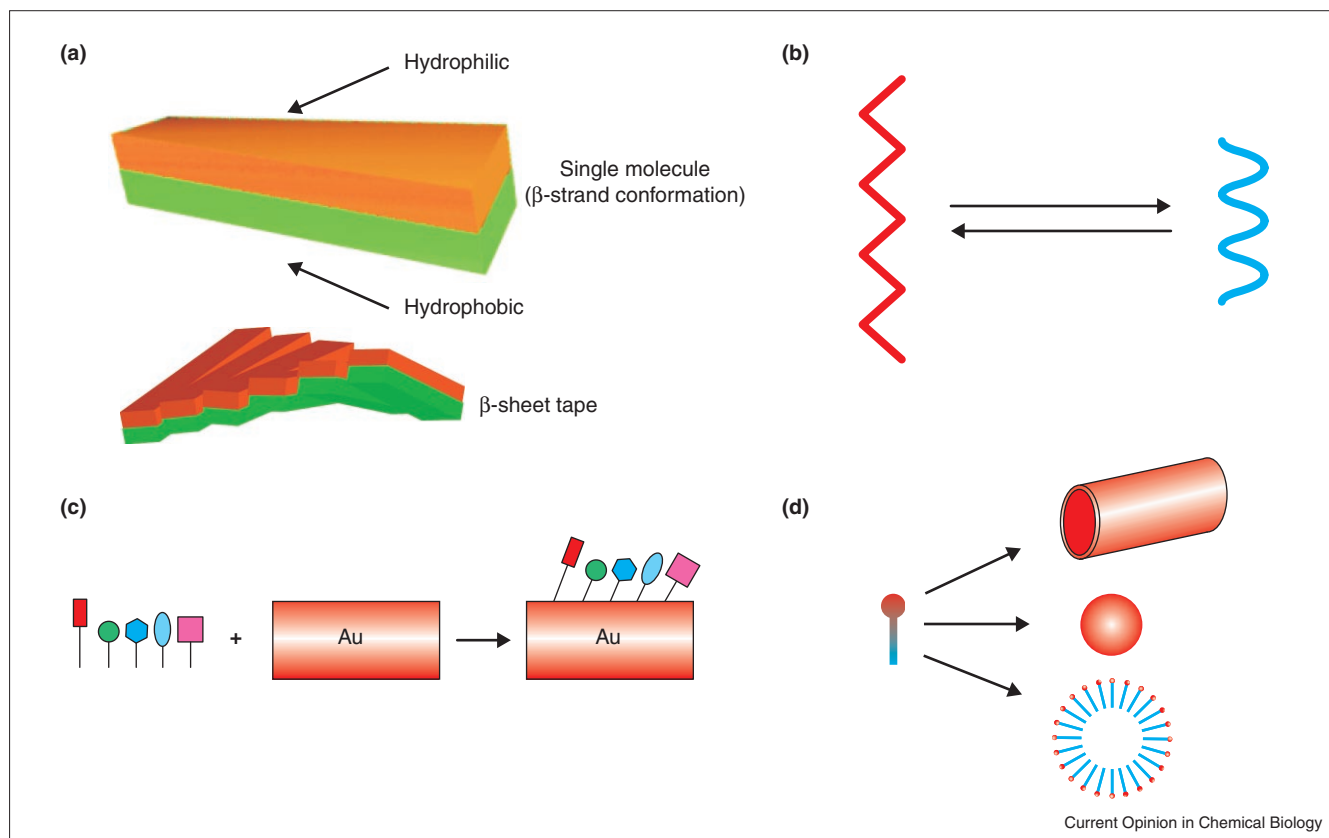 (a)
Hydrophilic
Single molecule
(β-strand conformation)
Hydrophobic
β-sheet tape
(b)
(c)
+
Au
Au
(d)
Current Opinion in Chemical Biology